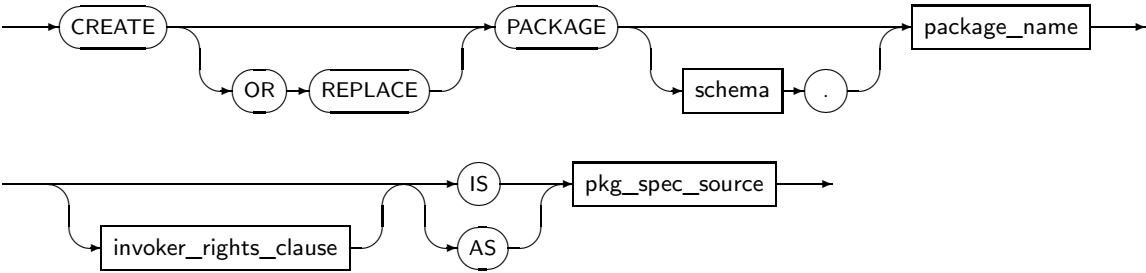 CREATE PACKAGE package_name
OR REPLACE schema .
IS pkg_spec_source
invoker_rights_clause AS